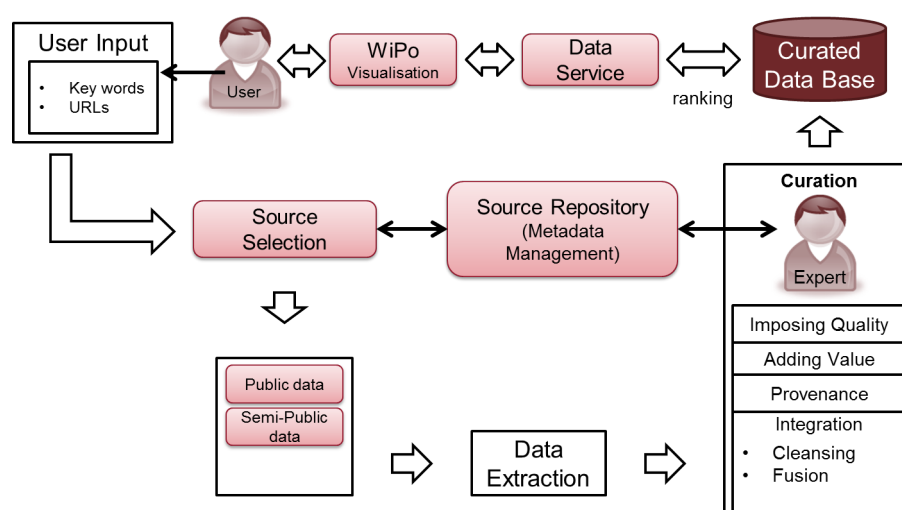 User Input
• Key words
• URLs
User
WiPo
Visualisation
Data
Service
ranking
Curated
Data Base
Source
Selection
Source Repository
(Metadata
Management)
Curation
Expert
Imposing Quality
Adding Value
Provenance
Integration
• Cleansing
• Fusion
Public data
Semi-Public
data
Data
Extraction